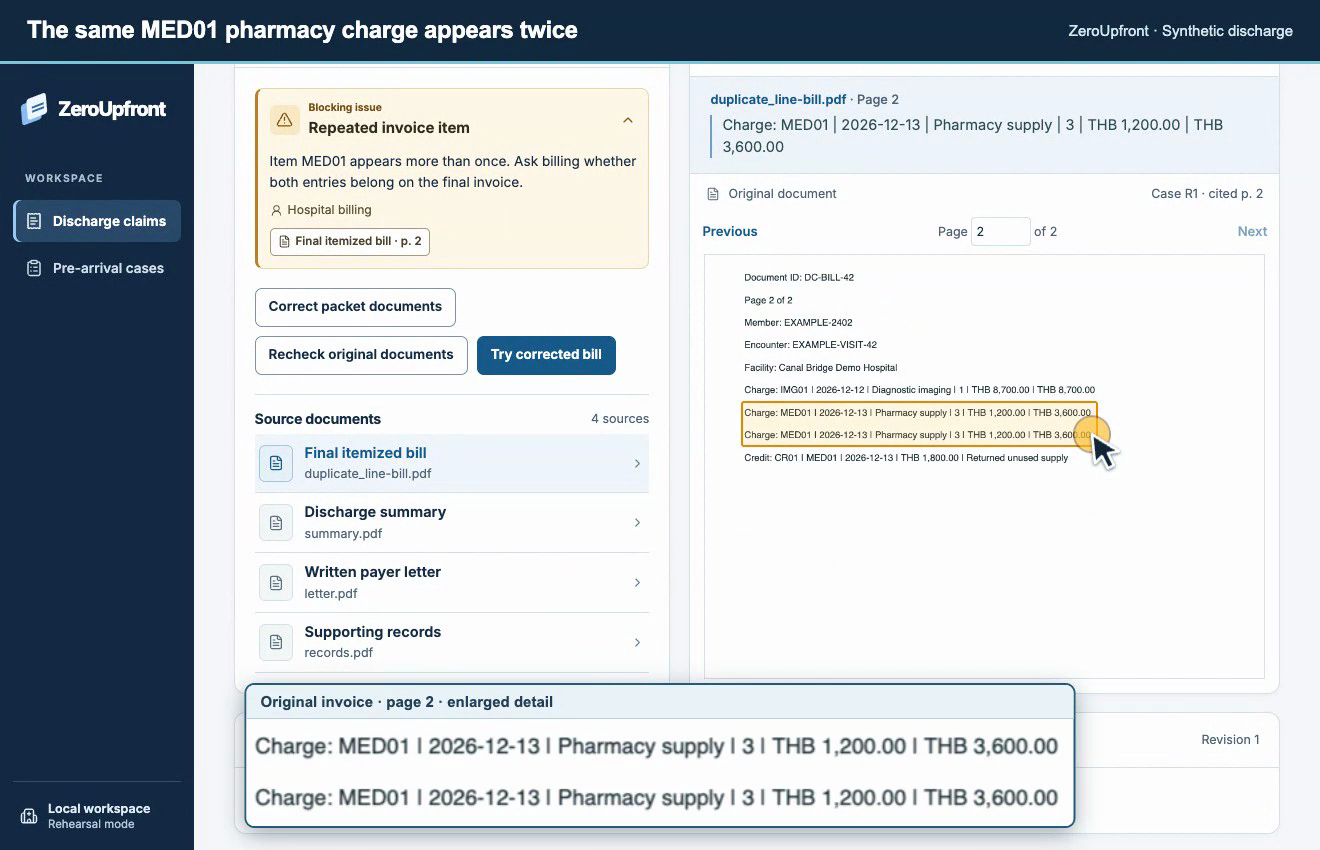 The same MED01 pharmacy charge appears twice
ZeroUpfront · Synthetic discharge
ZeroUpfront
WORKSPACE
Discharge claims
Pre-arrival cases
Local workspace
Rehearsal mode
Blocking issue
Repeated invoice item
Item MED01 appears more than once. Ask billing whether
both entries belong on the final invoice.
Hospital billing
Final itemized bill · p. 2
Correct packet documents
Recheck original documents
Try corrected bill
Source documents
4 sources
Final itemized bill
duplicate_line-bill.pdf
Discharge summary
summary.pdf
Written payer letter
letter.pdf
Supporting records
records.pdf
duplicate_line-bill.pdf · Page 2
Charge: MED01 | 2026-12-13 | Pharmacy supply | 3 | THB 1,200.00 | THB
3,600.00
Original document
Case R1 · cited p. 2
Previous
Page 2 of 2
Next
Document ID: DC-BILL-42
Page 2 of 2
Member: EXAMPLE-2402
Encounter: EXAMPLE-VISIT-42
Facility: Canal Bridge Demo Hospital
Charge: IMG01 | 2026-12-12 | Diagnostic imaging | 1 | THB 8,700.00 | THB 8,700.00
Charge: MED01 | 2026-12-13 | Pharmacy supply | 3 | THB 1,200.00 | THB 3,600.00
Charge: MED01 | 2026-12-13 | Pharmacy supply | 3 | THB 1,200.00 | THB 3,600.00
Credit: CR01 | MED01 | 2026-12-13 | THB 1,800.00 | Returned unused supply
Original invoice · page 2 · enlarged detail
Charge: MED01 | 2026-12-13 | Pharmacy supply | 3 | THB 1,200.00 | THB 3,600.00
Charge: MED01 | 2026-12-13 | Pharmacy supply | 3 | THB 1,200.00 | THB 3,600.00
Revision 1